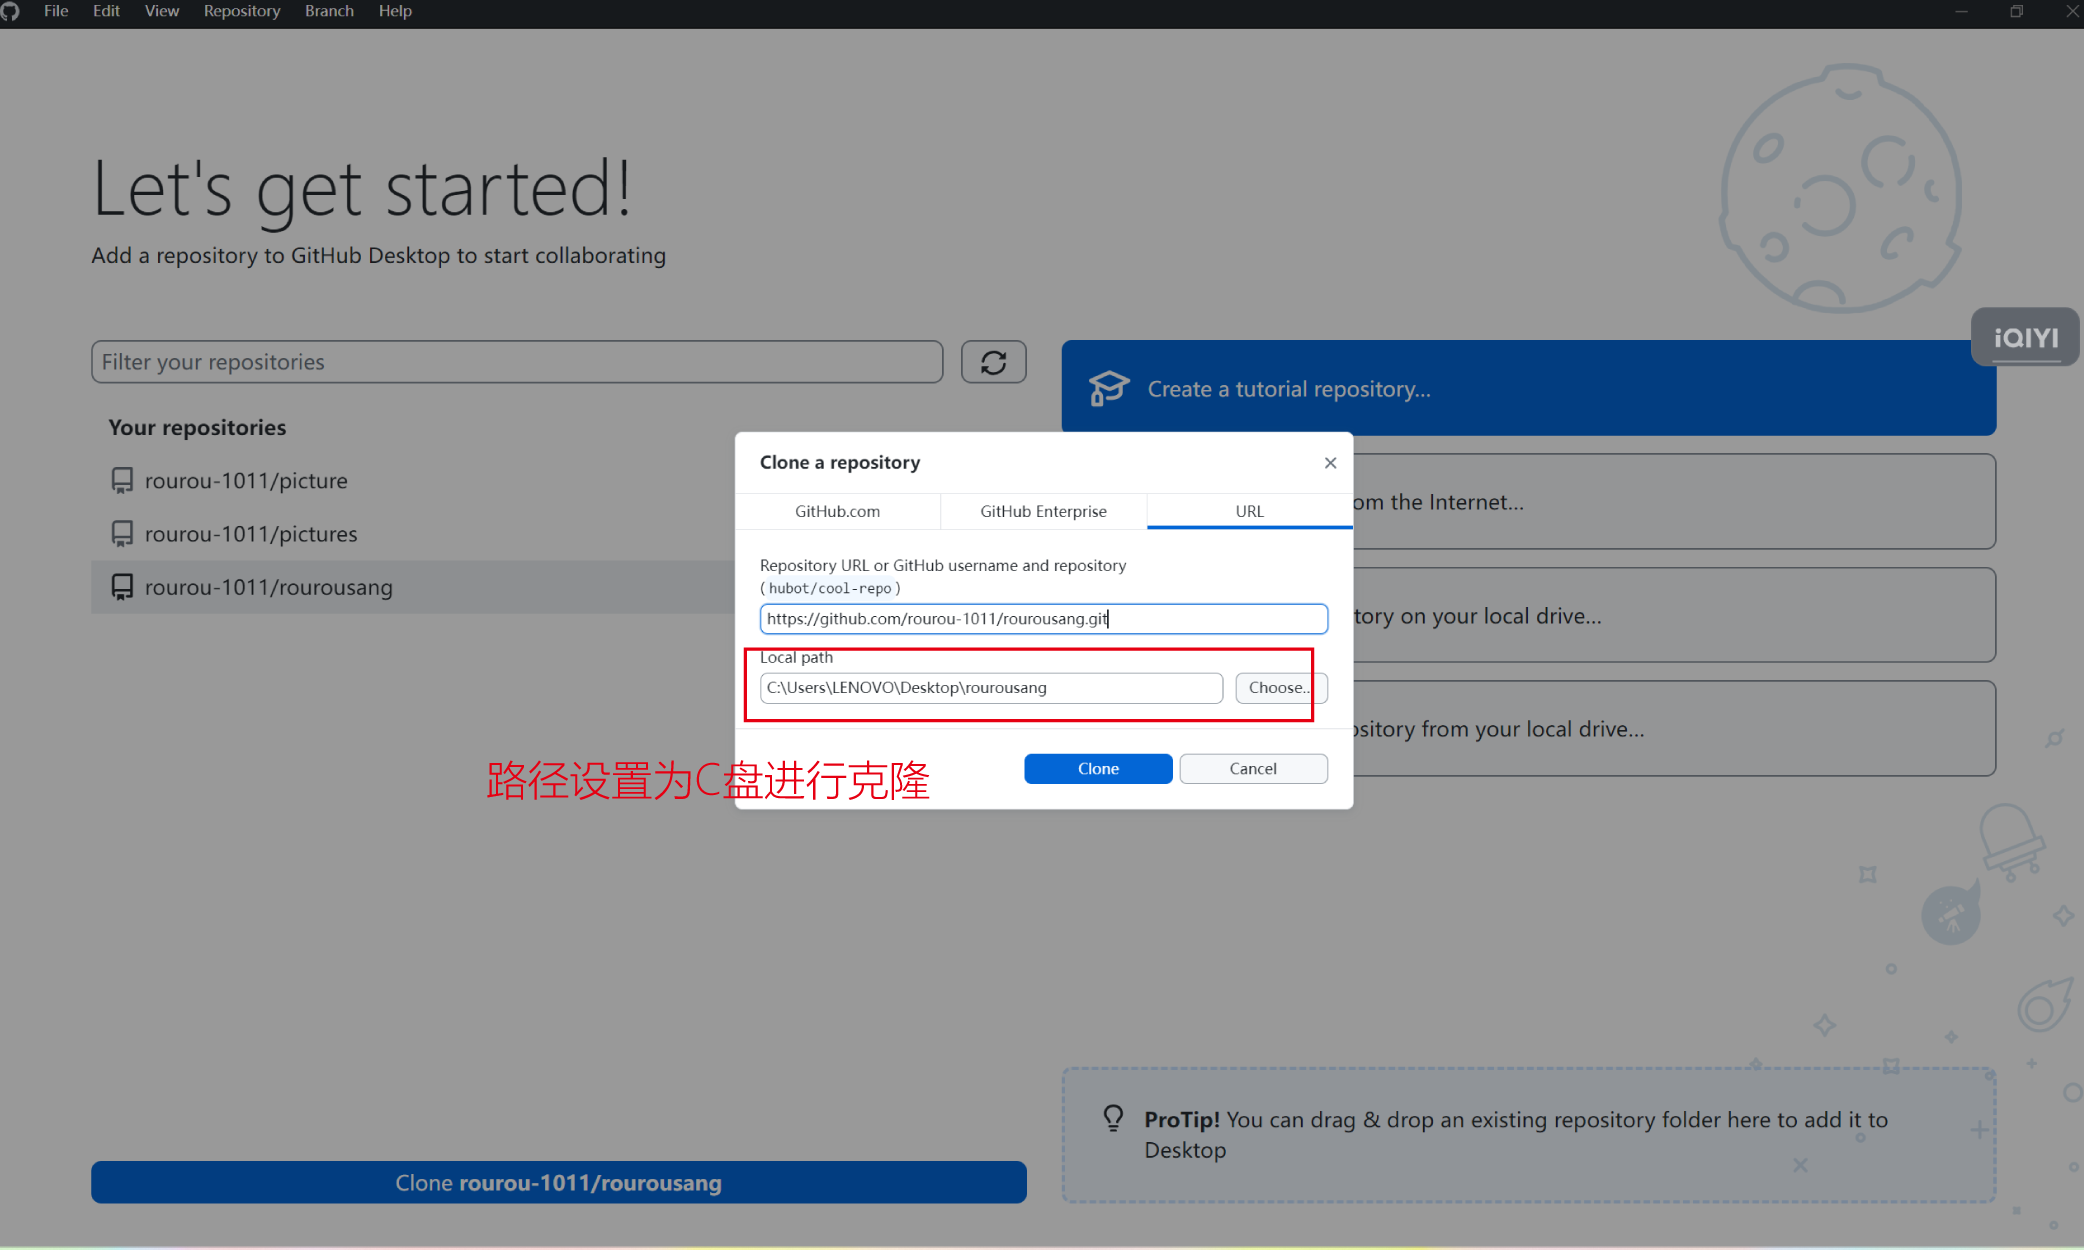 File Edit View Repository Branch Help
Let's get started!
Add a repository to GitHub Desktop to start collaborating
iQIYI
Filter your repositories
Create a tutorial repository...
Your repositories
rourou-1011/picture
rourou-1011/pictures
rourou-1011/rourousang
om the Internet...
tory on your local drive...
ository from your local drive...
Clone a repository
GitHub.com GitHub Enterprise URL
Repository URL or GitHub username and repository
(hubot/cool-repo)
https://github.com/rourou-1011/rourousang.git
Local path
C:\Users\LENOVO\Desktop\rourousang Choose...
Clone Cancel
路径设置为C盘进行克隆
ProTip! You can drag & drop an existing repository folder here to add it to
Desktop
Clone rourou-1011/rourousang